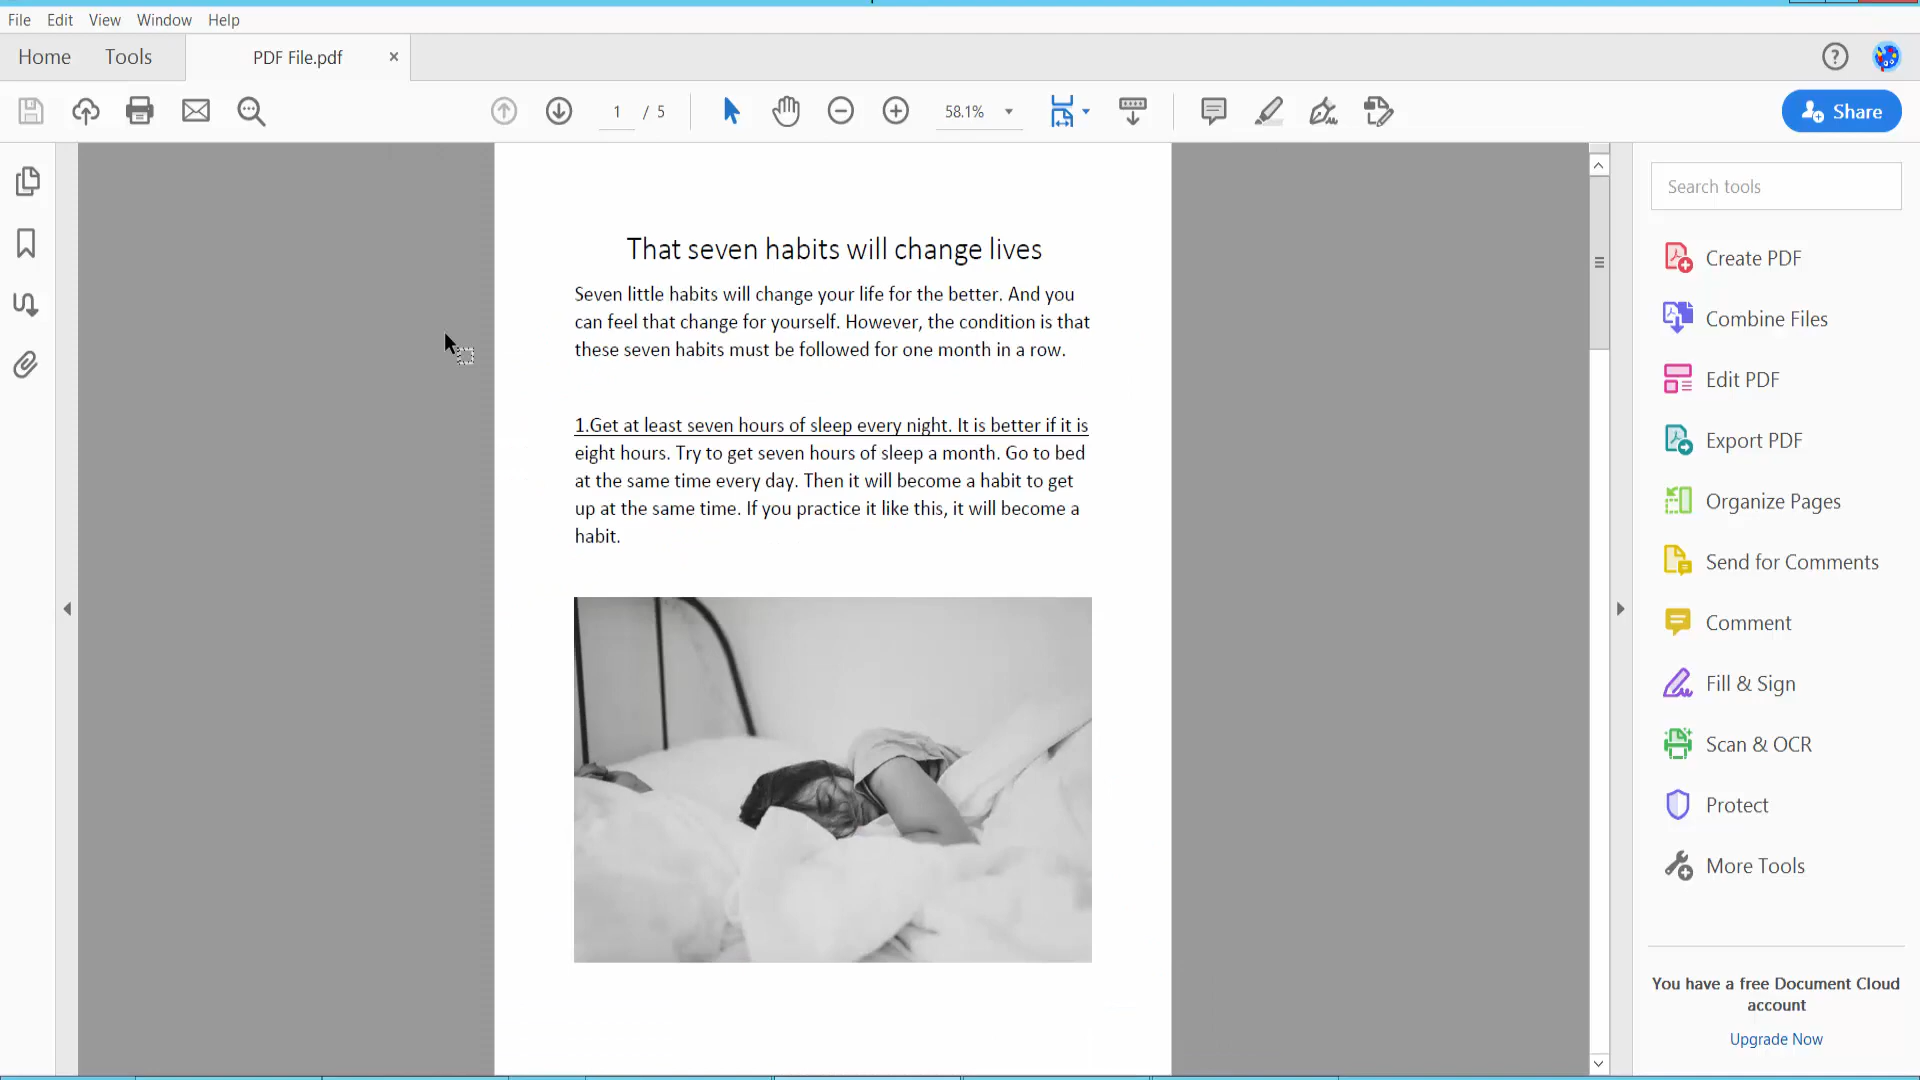 File Edit View Window Help
Home Tools PDF File.pdf ×
1 / 5 58.1% Share
Search tools
That seven habits will change lives
Seven little habits will change your life for the better. And you
can feel that change for yourself. However, the condition is that
these seven habits must be followed for one month in a row.
1.Get at least seven hours of sleep every night. It is better if it is
eight hours. Try to get seven hours of sleep a month. Go to bed
at the same time every day. Then it will become a habit to get
up at the same time. If you practice it like this, it will become a
habit.
Create PDF
Combine Files
Edit PDF
Export PDF
Organize Pages
Send for Comments
Comment
Fill & Sign
Scan & OCR
Protect
More Tools
You have a free Document Cloud
account
Upgrade Now